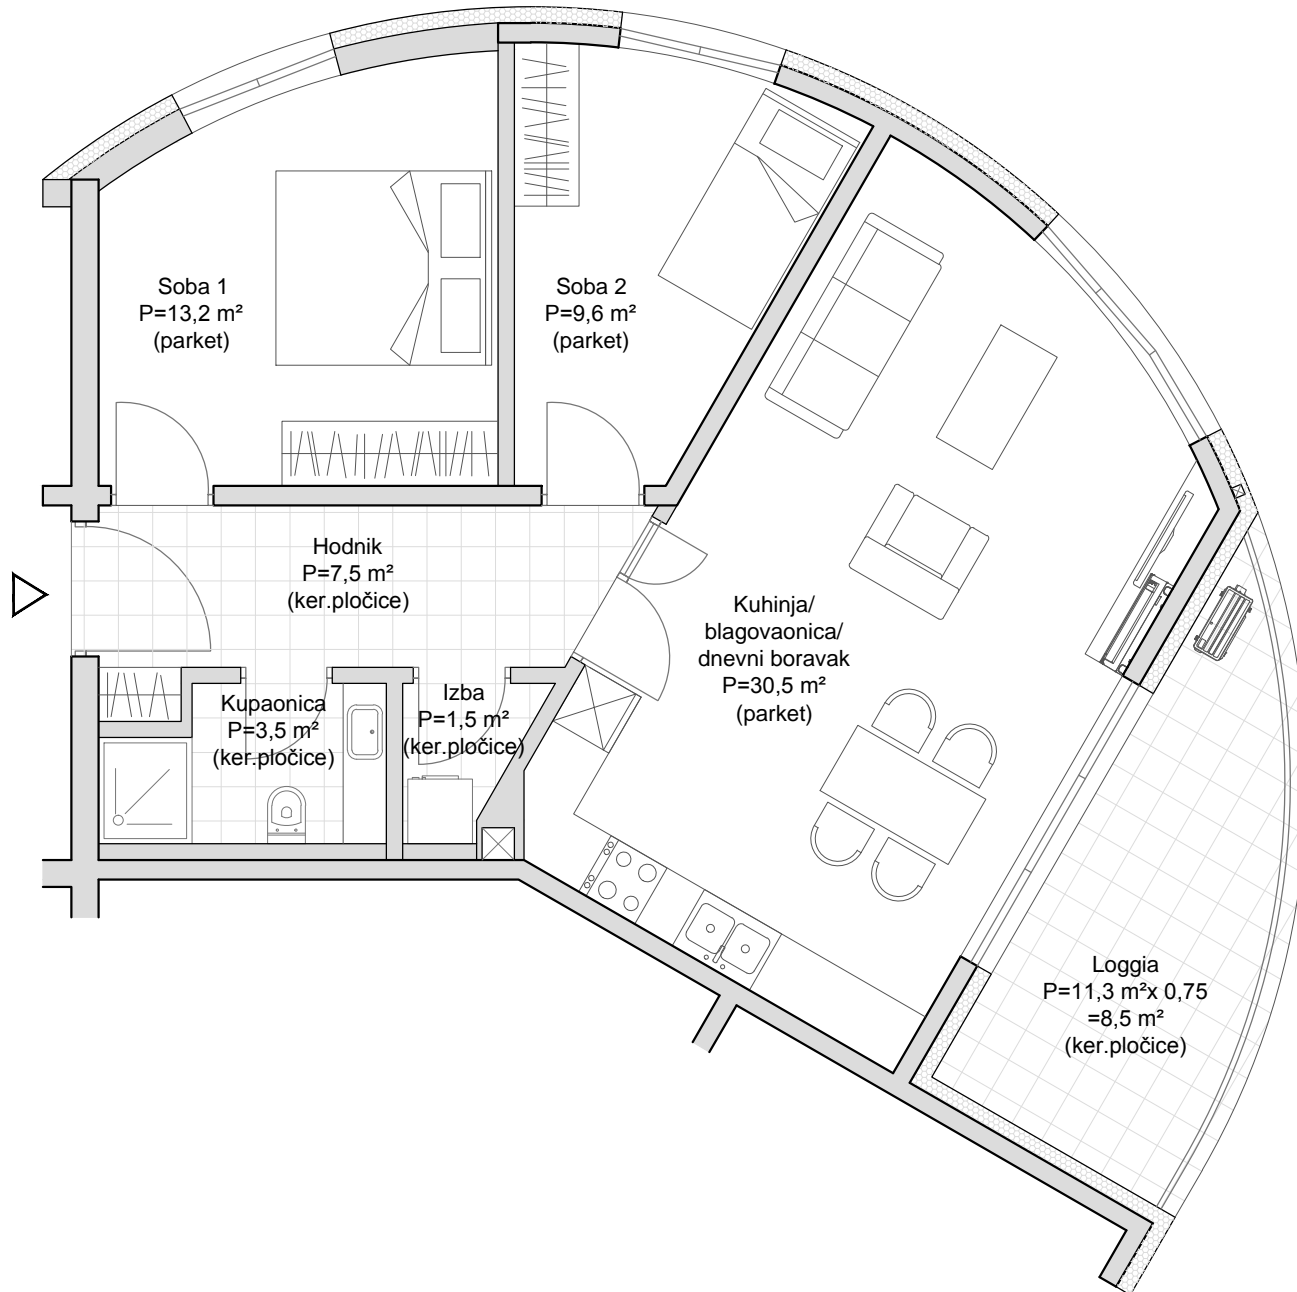 Soba 1
P=13,2 m²
(parket)
Soba 2
P=9,6 m²
(parket)
Hodnik
P=7,5 m²
(ker.pločice)
Kuhinja/
blagovaonica/
dnevni boravak
P=30,5 m²
(parket)
Kupaonica
P=3,5 m²
(ker.pločice)
Izba
P=1,5 m²
(ker.pločice)
Loggia
P=11,3 m²x 0,75
=8,5 m²
(ker.pločice)